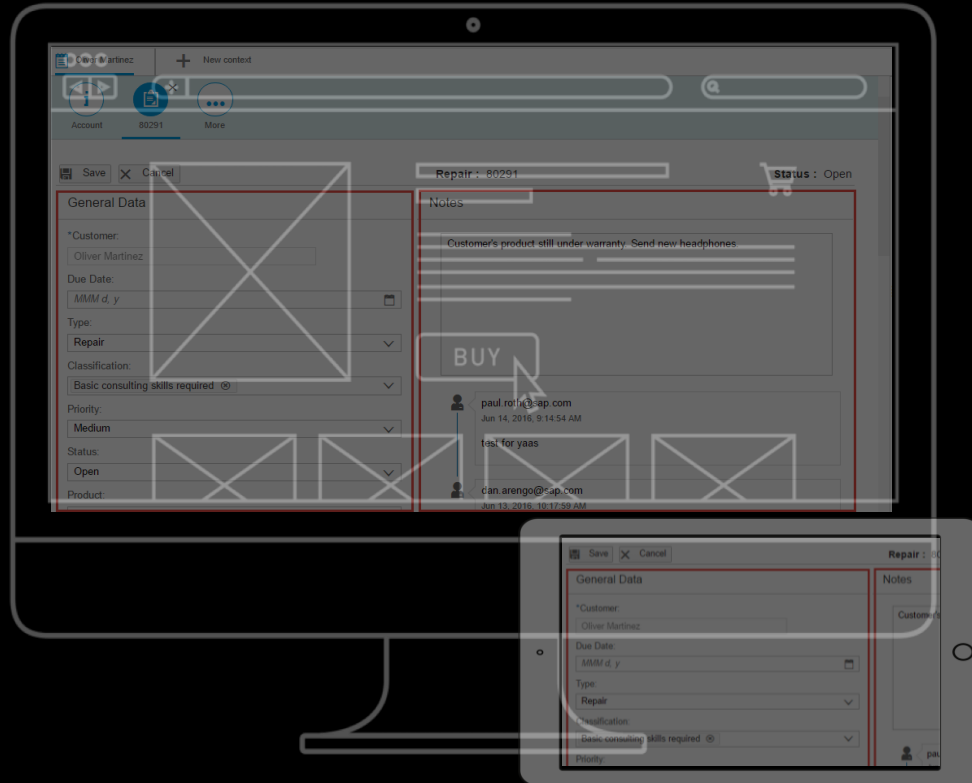 Oliver Martinez
New context
Account
80291
More
Save
Cancel
Repair : 80291
Status : Open
General Data
*Customer:
Oliver Martinez
Due Date:
MMM d, y
Type:
Repair
Classification:
Basic consulting skills required
Priority:
Medium
Status:
Open
Product:
Notes
Customer's product still under warranty. Send new headphones.
BUY
paul.roth@sap.com
Jun 14, 2016, 9:14:54 AM
test for yaas
dan.arengo@sap.com
Jun 13, 2016, 10:17:59 AM
Save
Cancel
Repair : 80
General Data
*Customer:
Oliver Martinez
Due Date:
MMM d, y
Type:
Repair
Classification:
Basic consulting skills required
Priority:
Notes
Customer's
pau